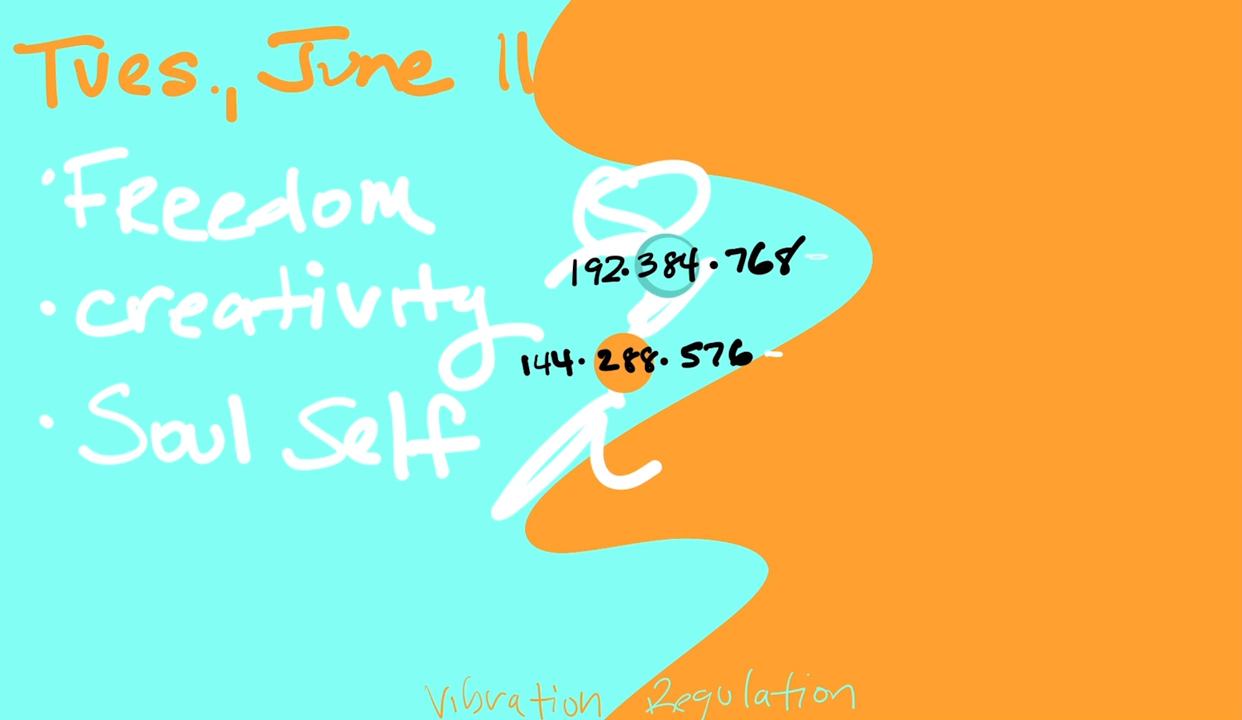 Tues., June 11
• Freedom
192.384.768
• creativity
144.288.576
• Soul Self
Vibration Regulation